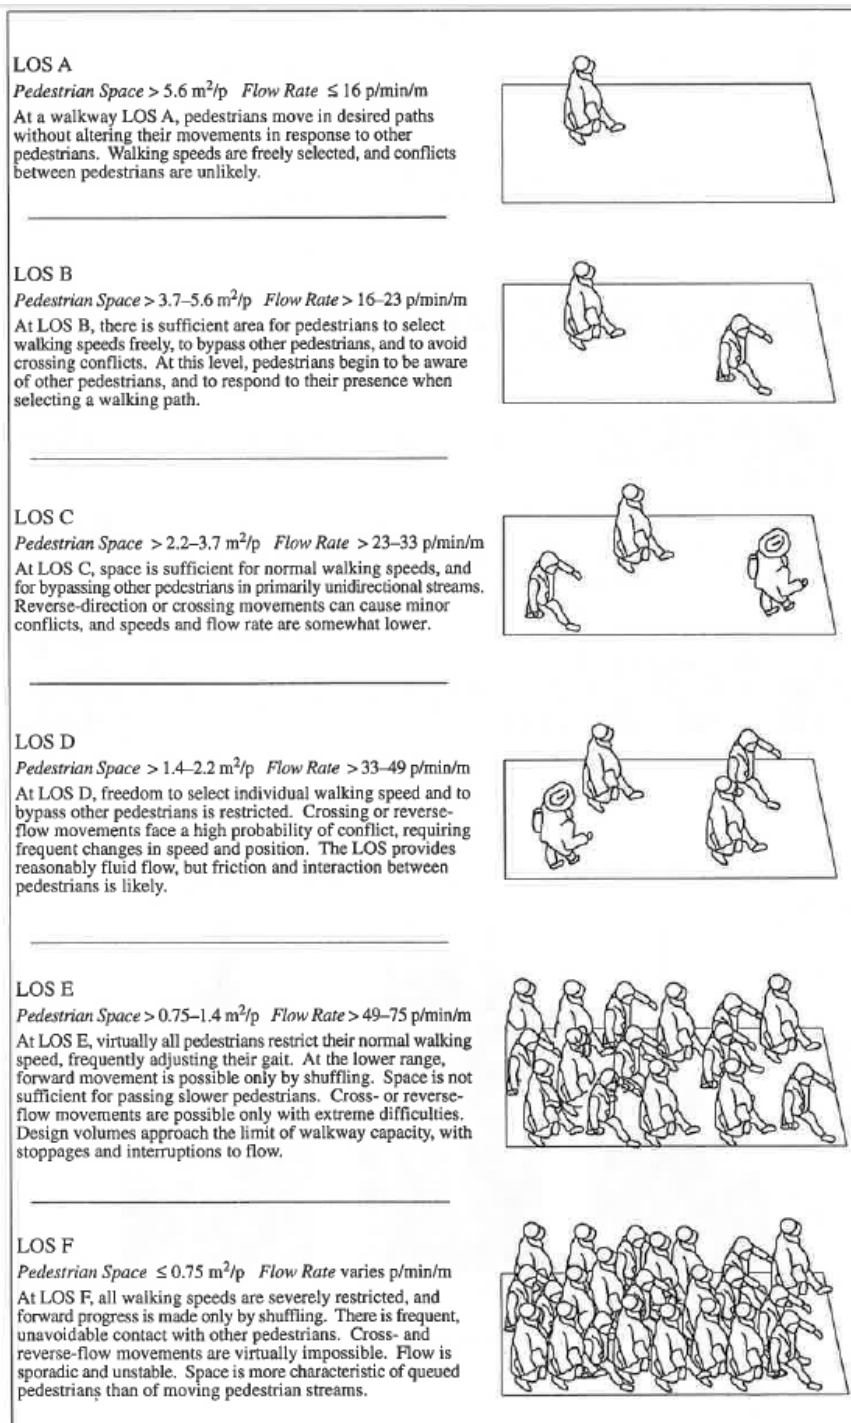 LOS A
Pedestrian Space > 5.6 m²/p Flow Rate ≤ 16 p/min/m
At a walkway LOS A, pedestrians move in desired paths
without altering their movements in response to other
pedestrians. Walking speeds are freely selected, and conflicts
between pedestrians are unlikely.
LOS B
Pedestrian Space > 3.7–5.6 m²/p Flow Rate > 16–23 p/min/m
At LOS B, there is sufficient area for pedestrians to select
walking speeds freely, to bypass other pedestrians, and to avoid
crossing conflicts. At this level, pedestrians begin to be aware
of other pedestrians, and to respond to their presence when
selecting a walking path.
LOS C
Pedestrian Space > 2.2–3.7 m²/p Flow Rate > 23–33 p/min/m
At LOS C, space is sufficient for normal walking speeds, and
for bypassing other pedestrians in primarily unidirectional streams.
Reverse-direction or crossing movements can cause minor
conflicts, and speeds and flow rate are somewhat lower.
LOS D
Pedestrian Space > 1.4–2.2 m²/p Flow Rate > 33–49 p/min/m
At LOS D, freedom to select individual walking speed and to
bypass other pedestrians is restricted. Crossing or reverse-
flow movements face a high probability of conflict, requiring
frequent changes in speed and position. The LOS provides
reasonably fluid flow, but friction and interaction between
pedestrians is likely.
LOS E
Pedestrian Space > 0.75–1.4 m²/p Flow Rate > 49–75 p/min/m
At LOS E, virtually all pedestrians restrict their normal walking
speed, frequently adjusting their gait. At the lower range,
forward movement is possible only by shuffling. Space is not
sufficient for passing slower pedestrians. Cross- or reverse-
flow movements are possible only with extreme difficulties.
Design volumes approach the limit of walkway capacity, with
stoppages and interruptions to flow.
LOS F
Pedestrian Space ≤ 0.75 m²/p Flow Rate varies p/min/m
At LOS F, all walking speeds are severely restricted, and
forward progress is made only by shuffling. There is frequent,
unavoidable contact with other pedestrians. Cross- and
reverse-flow movements are virtually impossible. Flow is
sporadic and unstable. Space is more characteristic of queued
pedestrians than of moving pedestrian streams.